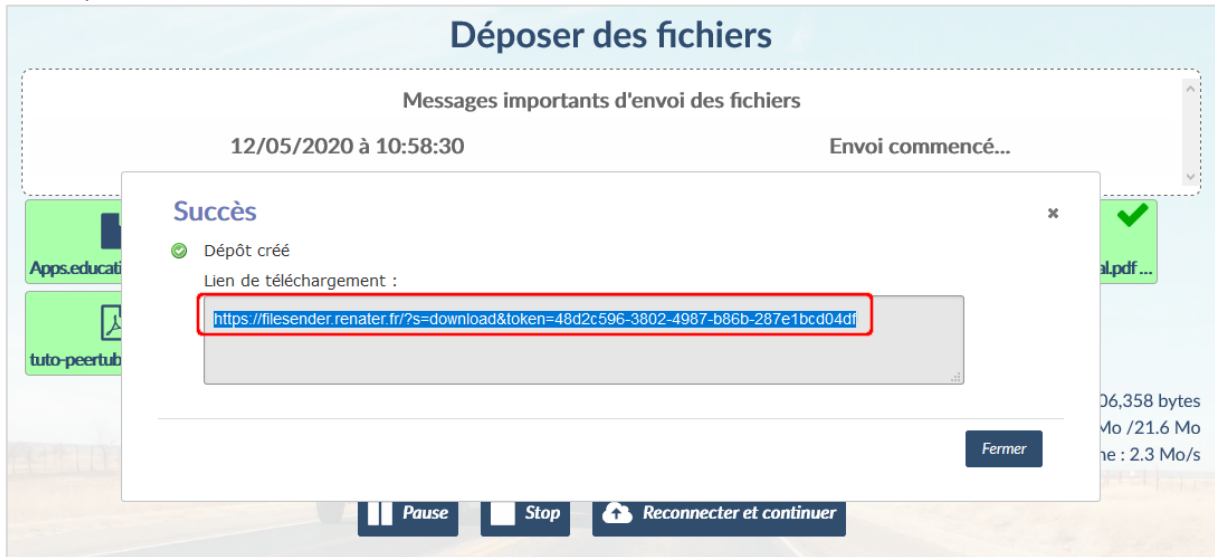 Déposer des fichiers
Messages importants d'envoi des fichiers
12/05/2020 à 10:58:30 Envoi commencé...
Succès
Dépôt créé
Lien de téléchargement :
https://filesender.renater.fr/?s=download&token=48d2c596-3802-4987-b86b-287e1bcd04df
Apps.educati
al.pdf ...
tuto-peertub
06,358 bytes
Mo /21.6 Mo
ne : 2.3 Mo/s
Fermer
Pause Stop Reconnecter et continuer